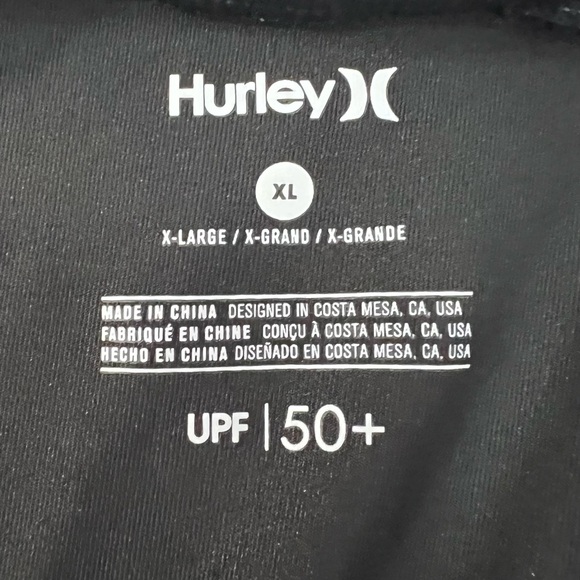 Hurley
XL
X-LARGE / X-GRAND / X-GRANDE
MADE IN CHINA DESIGNED IN COSTA MESA, CA, USA
FABRIQUÉ EN CHINE CONÇU À COSTA MESA, CA, USA
HECHO EN CHINA DISEÑADO EN COSTA MESA, CA, USA
UPF | 50+